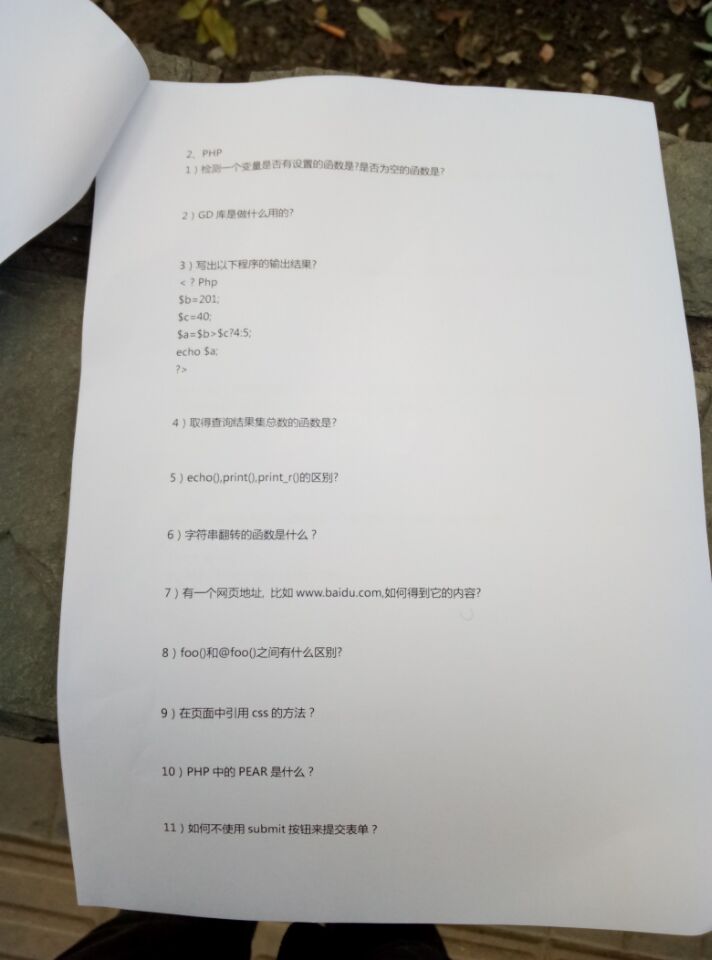 2、PHP
1）检测一个变量是否有设置的函数是?是否为空的函数是?
2）GD 库是做什么用的?
3）写出以下程序的输出结果?
< ? Php
$b=201;
$c=40;
$a=$b>$c?4:5;
echo $a;
?>
4）取得查询结果集总数的函数是?
5）echo(),print(),print_r()的区别?
6）字符串翻转的函数是什么？
7）有一个网页地址, 比如 www.baidu.com,如何得到它的内容?
8）foo()和@foo()之间有什么区别?
9）在页面中引用 css 的方法？
10）PHP 中的 PEAR 是什么？
11）如何不使用 submit 按钮来提交表单？